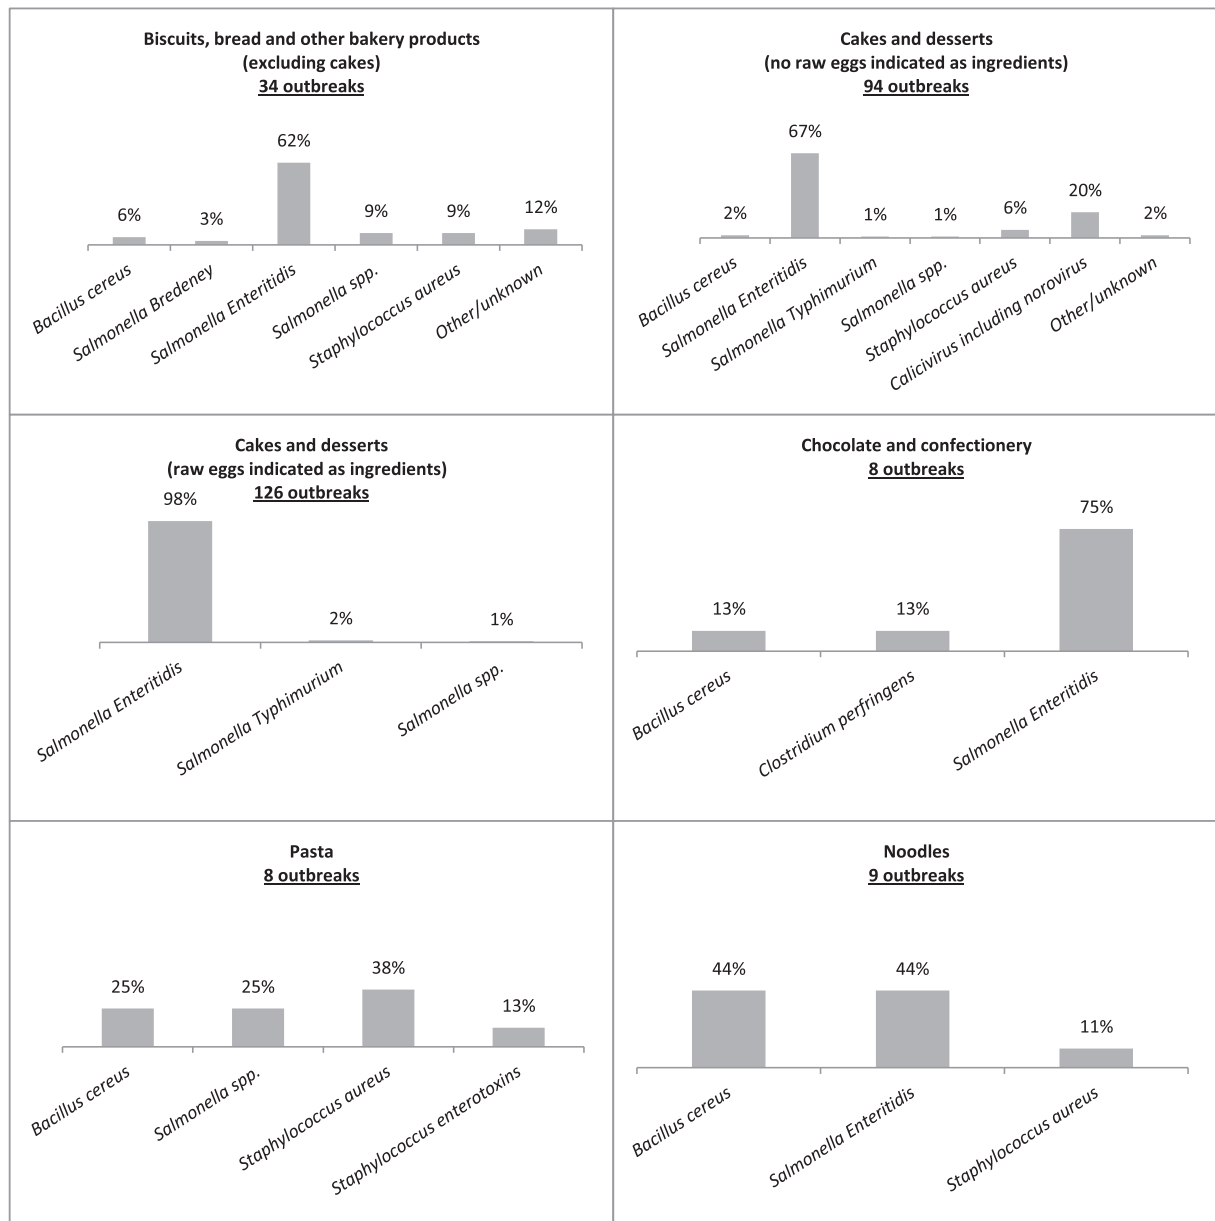 Biscuits, bread and other bakery products
(excluding cakes)
34 outbreaks
6%
3%
62%
9%
9%
12%
Bacillus cereus
Salmonella Bredeney
Salmonella Enteritidis
Salmonella spp.
Staphylococcus aureus
Other/unknown
Cakes and desserts
(no raw eggs indicated as ingredients)
94 outbreaks
2%
67%
1%
1%
6%
20%
2%
Bacillus cereus
Salmonella Enteritidis
Salmonella Typhimurium
Salmonella spp.
Staphylococcus aureus
Calicivirus including norovirus
Other/unknown
Cakes and desserts
(raw eggs indicated as ingredients)
126 outbreaks
98%
2%
1%
Salmonella Enteritidis
Salmonella Typhimurium
Salmonella spp.
Chocolate and confectionery
8 outbreaks
13%
13%
75%
Bacillus cereus
Clostridium perfringens
Salmonella Enteritidis
Pasta
8 outbreaks
25%
25%
38%
13%
Bacillus cereus
Salmonella spp.
Staphylococcus aureus
Staphylococcus enterotoxins
Noodles
9 outbreaks
44%
44%
11%
Bacillus cereus
Salmonella Enteritidis
Staphylococcus aureus